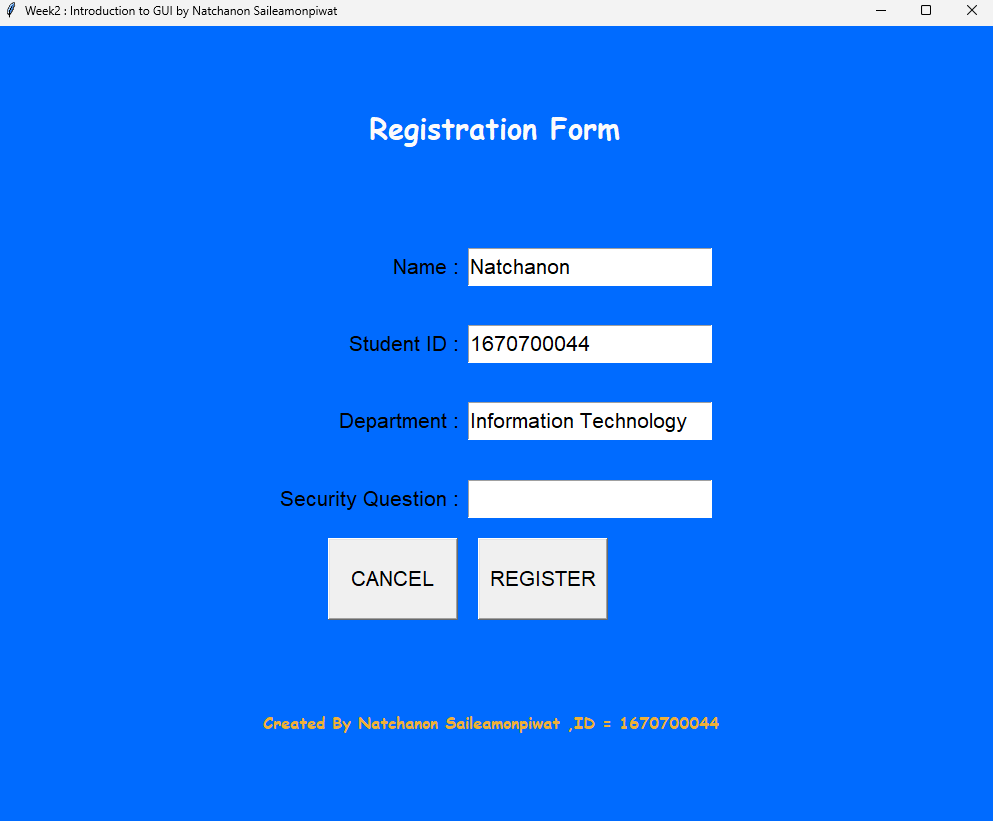 Week2 : Introduction to GUI by Natchanon Saileamonpiwat
Registration Form
Name : Natchanon
Student ID : 1670700044
Department : Information Technology
Security Question :
CANCEL REGISTER
Created By Natchanon Saileamonpiwat ,ID = 1670700044